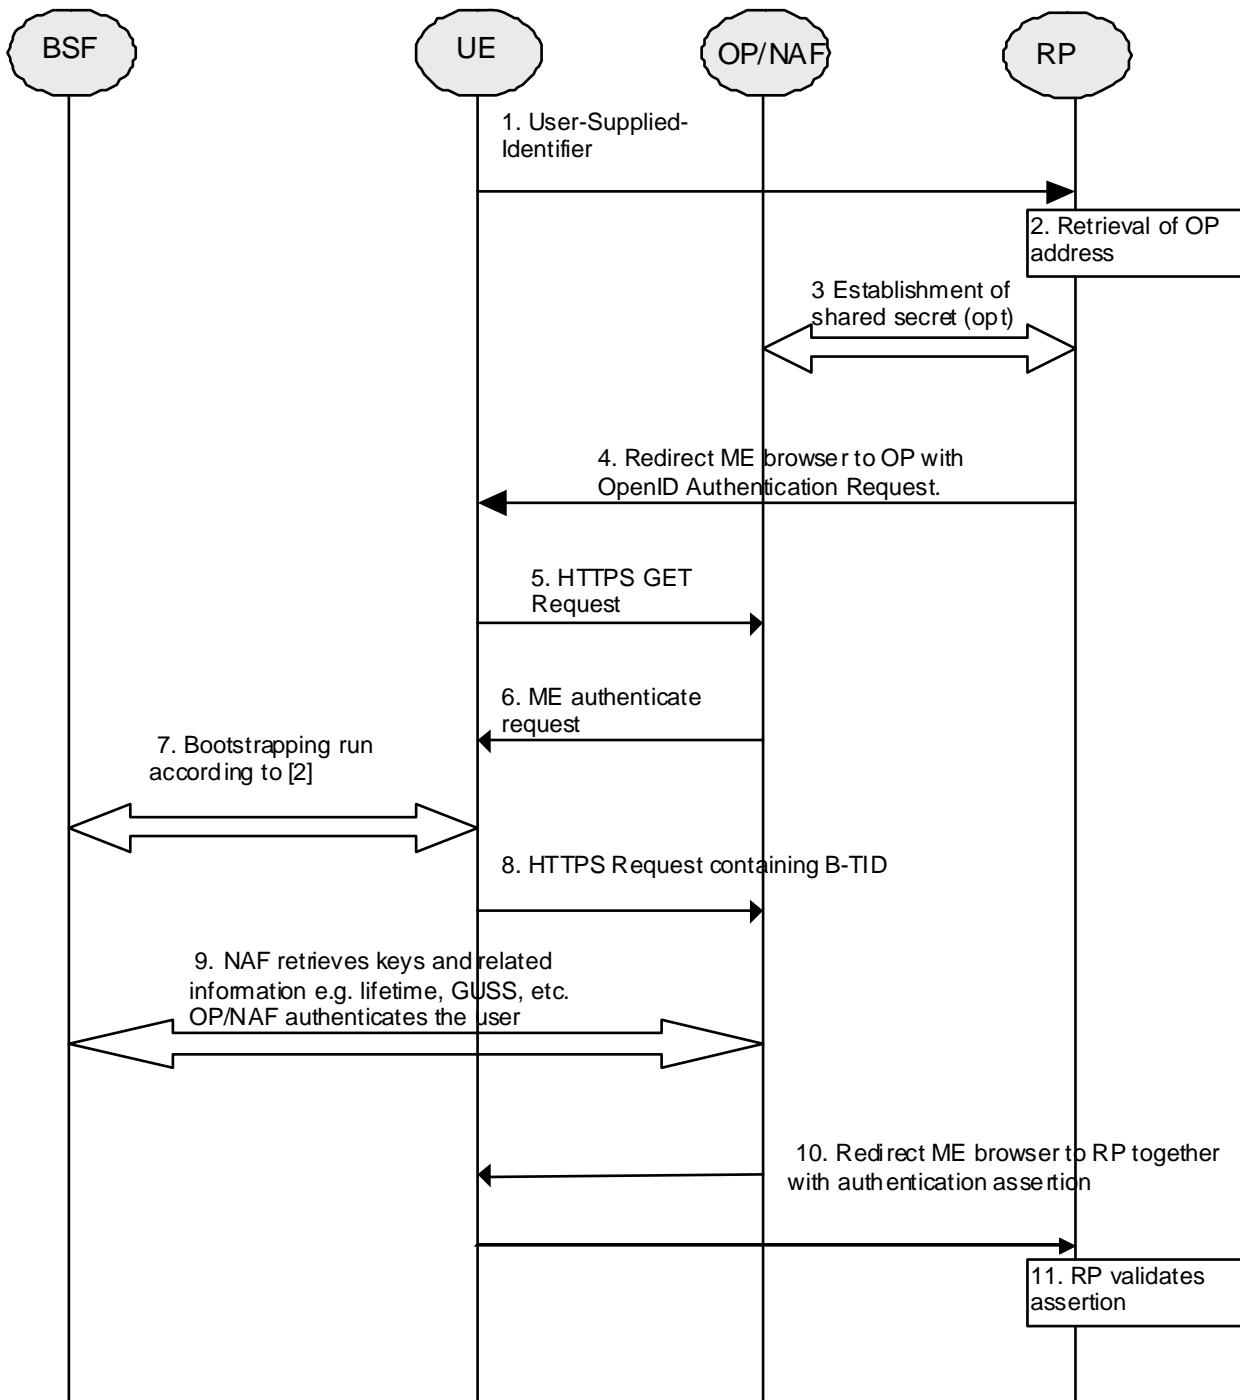 BSF
UE
OP/NAF
RP
1. User-Supplied-
Identifier
2. Retrieval of OP
address
3 Establishment of
shared secret (opt)
4. Redirect ME browser to OP with
OpenID Authentication Request.
5. HTTPS GET
Request
6. ME authenticate
request
7. Bootstrapping run
according to [2]
8. HTTPS Request containing B-TID
9. NAF retrieves keys and related
information e.g. lifetime, GUSS, etc.
OP/NAF authenticates the user
10. Redirect ME browser to RP together
with authentication assertion
11. RP validates
assertion